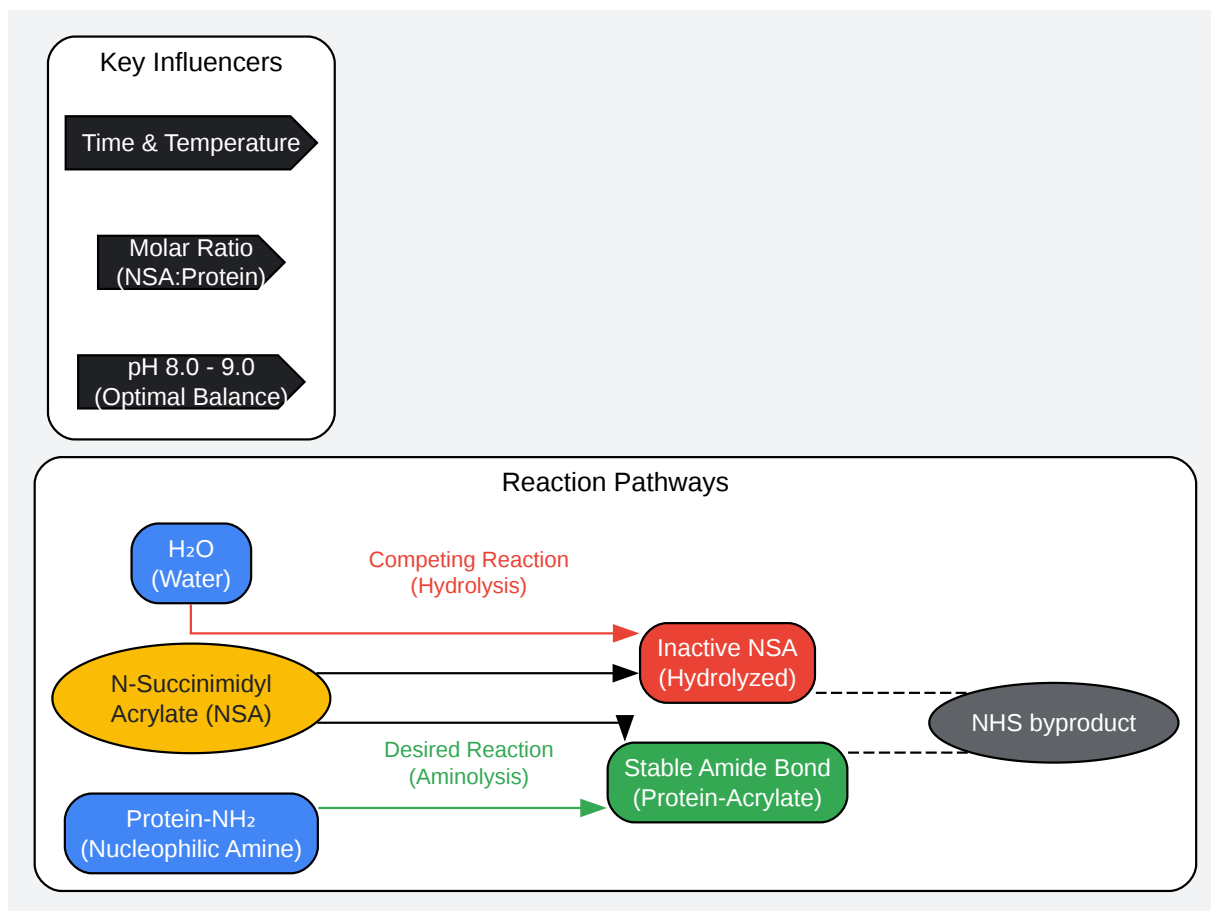 Key Influencers
Time & Temperature
Molar Ratio
(NSA:Protein)
pH 8.0 - 9.0
(Optimal Balance)
Reaction Pathways
H₂O
(Water)
Competing Reaction
(Hydrolysis)
Inactive NSA
(Hydrolyzed)
N-Succinimidyl
Acrylate (NSA)
NHS byproduct
Desired Reaction
(Aminolysis)
Stable Amide Bond
(Protein-Acrylate)
Protein-NH₂
(Nucleophilic Amine)